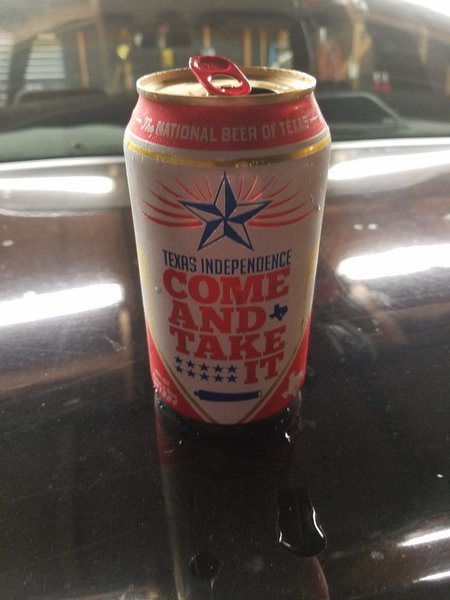 The NATIONAL BEER OF TEXAS
TEXAS INDEPENDENCE
COME
AND
TAKE
IT